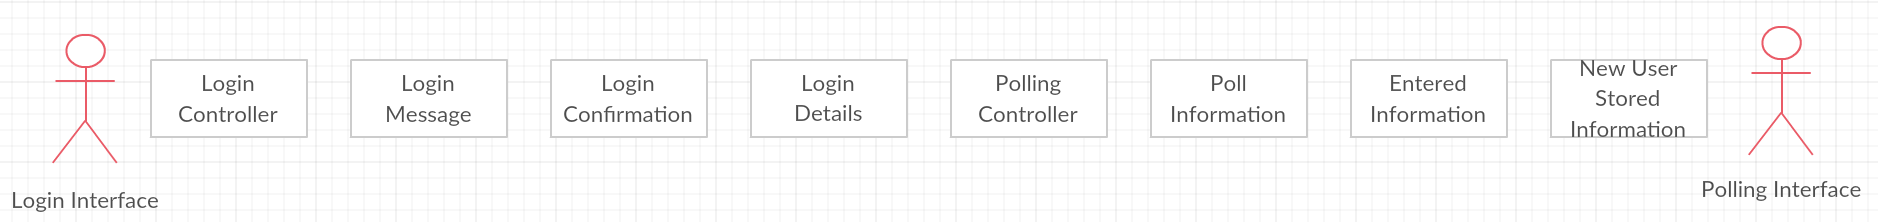 Login Interface
Login
Controller
Login
Message
Login
Confirmation
Login
Details
Polling
Controller
Poll
Information
Entered
Information
New User
Stored
Information
Polling Interface